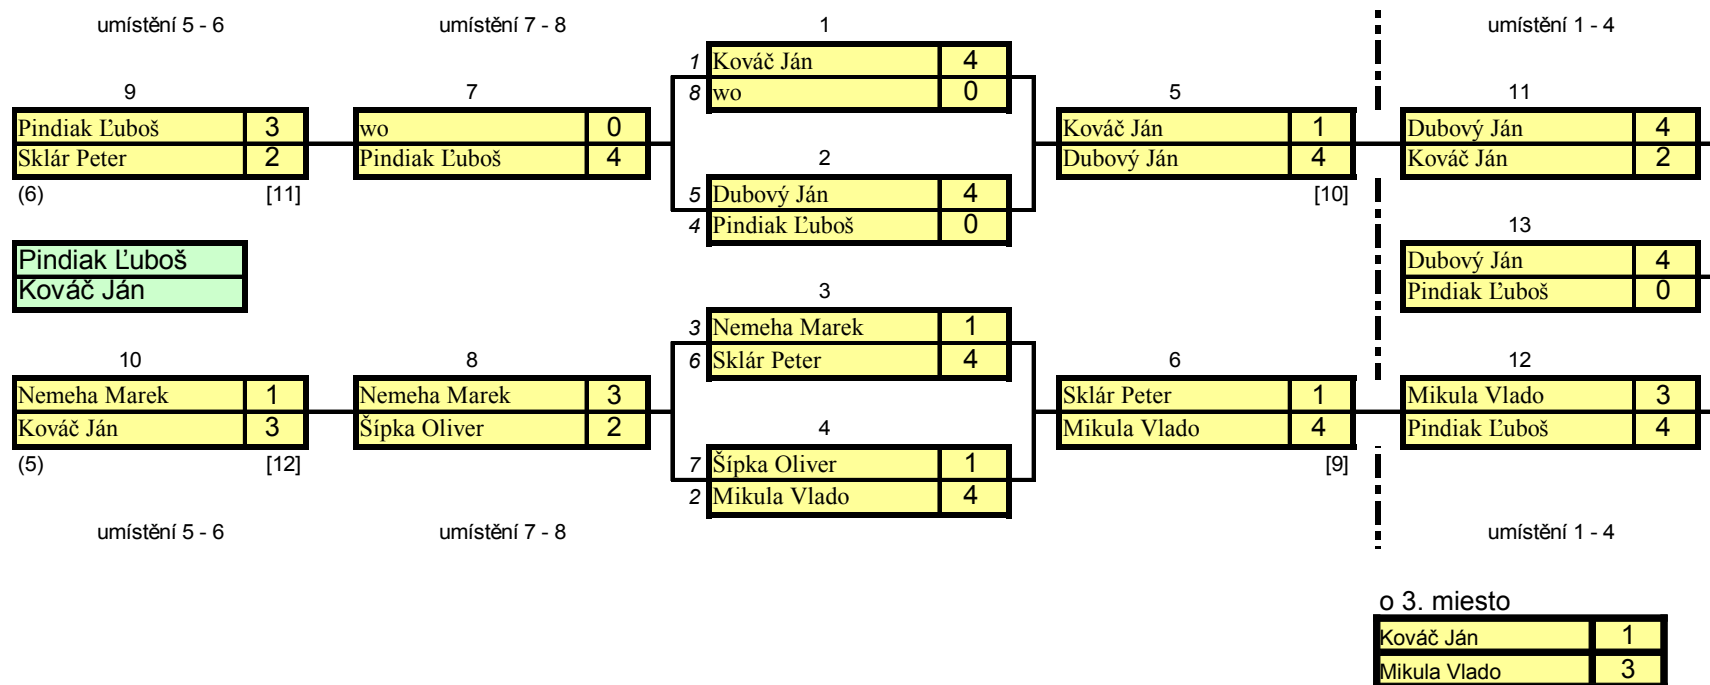 umístění 5 - 6 umístění 7 - 8 1 umístění 1 - 4
1 Kováč Ján 4
8 wo 0
9 7 5 11
Pindiak Ľuboš 3 wo 0 Kováč Ján 1 Dubový Ján 4
Sklár Peter 2 Pindiak Ľuboš 4 Dubový Ján 4 Kováč Ján 2
2
(6) [11] 5 Dubový Ján 4 [10]
4 Pindiak Ľuboš 0 13
Pindiak Ľuboš Dubový Ján 4
Kováč Ján Pindiak Ľuboš 0
3
3 Nemeha Marek 1
6 Sklár Peter 4
10 8 6 12
Nemeha Marek 1 Nemeha Marek 3 Sklár Peter 1 Mikula Vlado 3
Kováč Ján 3 Šípka Oliver 2 Mikula Vlado 4 Pindiak Ľuboš 4
4
(5) [12] 7 Šípka Oliver 1 [9]
2 Mikula Vlado 4
umístění 5 - 6 umístění 7 - 8 umístění 1 - 4
o 3. miesto
Kováč Ján 1
Mikula Vlado 3